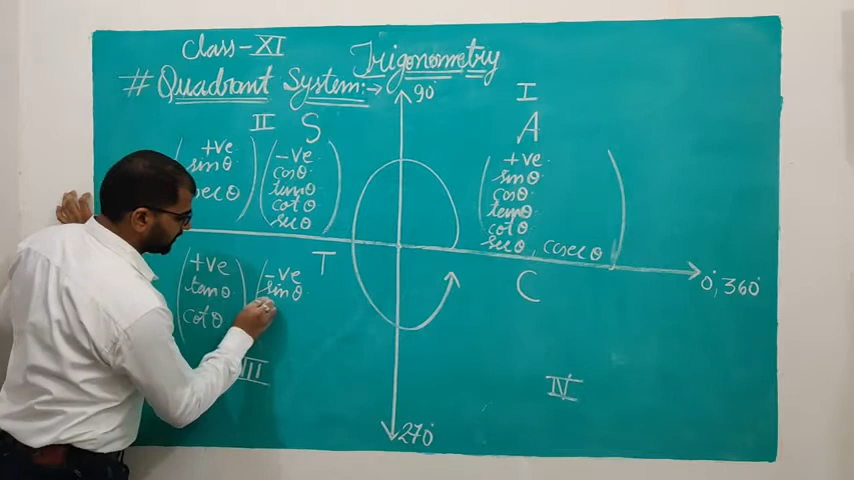 Class-XI
Trigonometry
# Quadrant System:→
90°
I
II S
A
+ve
sinθ
secθ
-ve
cosθ
tanθ
cotθ
secθ
+ve
sinθ
cosθ
tanθ
cotθ
secθ, cosecθ
T
C
0°, 360°
+ve
tanθ
cotθ
-ve
sinθ
III
IV
270°